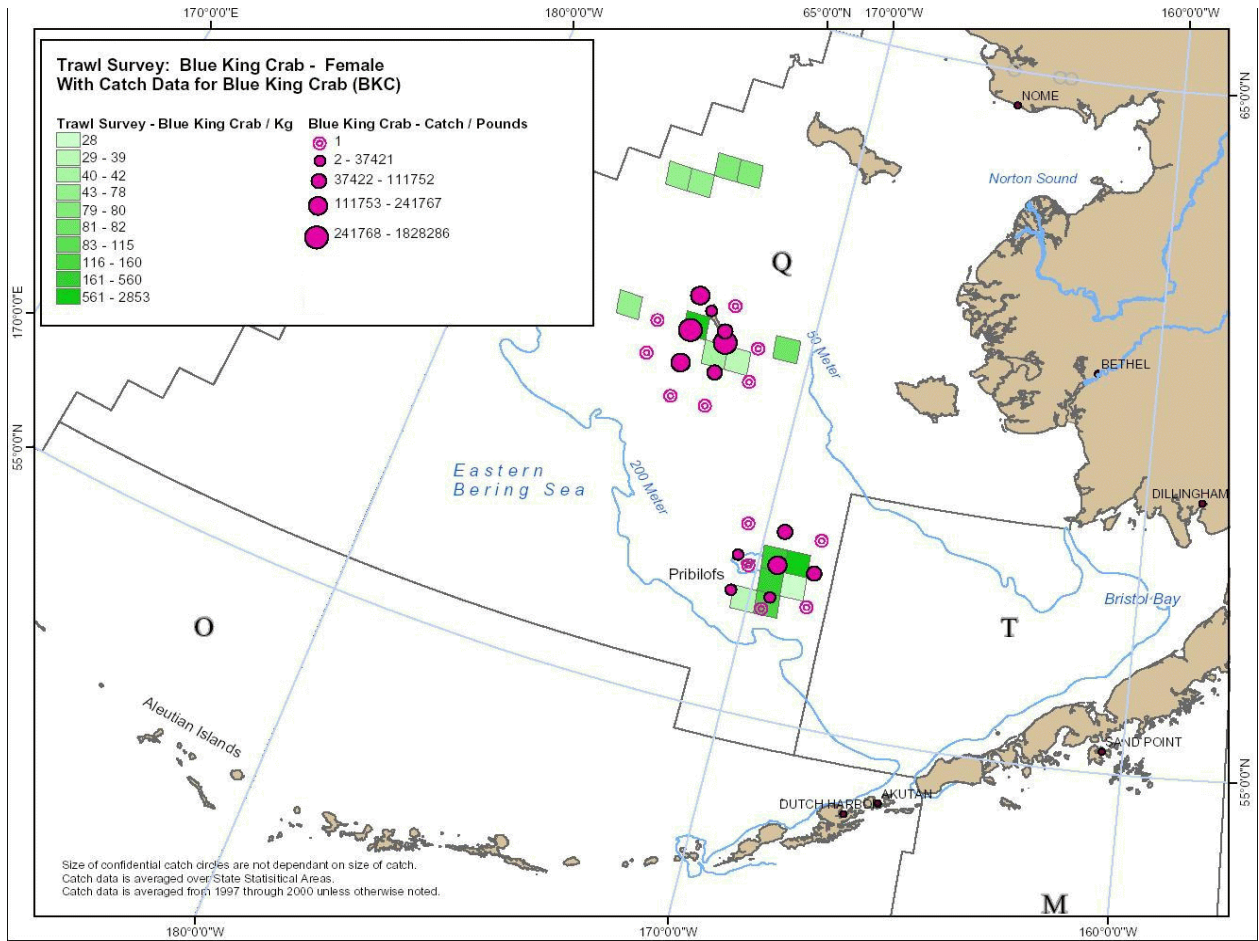 170°0'0"E
180°0'0"W
65°0'0"N
170°0'0"W
160°0'0"W
Trawl Survey: Blue King Crab - Female
With Catch Data for Blue King Crab (BKC)
Trawl Survey - Blue King Crab / Kg
28
29 - 39
40 - 42
43 - 78
79 - 80
81 - 82
83 - 115
116 - 160
161 - 560
561 - 2853
Blue King Crab - Catch / Pounds
1
2 - 37421
37422 - 111752
111753 - 241767
241768 - 1828286
NOME
65°0'0"N
Norton Sound
Q
170°0'0"E
50 Meter
BETHEL
55°0'0"N
Eastern
Bering Sea
200 Meter
DILLINGHAM
Pribilofs
Bristol Bay
O
T
Aleutian Islands
SAND POINT
55°0'0"N
AKUTAN
DUTCH HARBOR
Size of confidential catch circles are not dependant on size of catch.
Catch data is averaged over State Statisitical Areas.
Catch data is averaged from 1997 through 2000 unless otherwise noted.
M
180°0'0"W
170°0'0"W
160°0'0"W